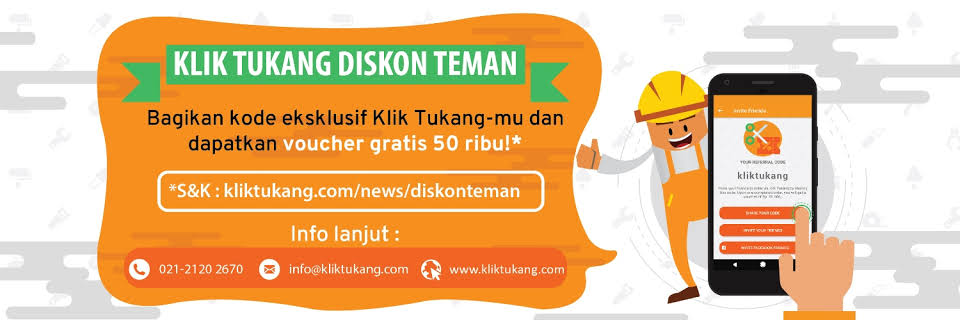 KLIK TUKANG DISKON TEMAN
Bagikan kode eksklusif Klik Tukang-mu dan
dapatkan voucher gratis 50 ribu!*
*S&K : kliktukang.com/news/diskonteman
Info lanjut :
021-2120 2670 info@kliktukang.com www.kliktukang.com
Invite Friends
YOUR REFERRAL CODE
kliktukang
SHARE YOUR CODE
INVITE YOUR FRIENDS
INVITE FACEBOOK FRIENDS